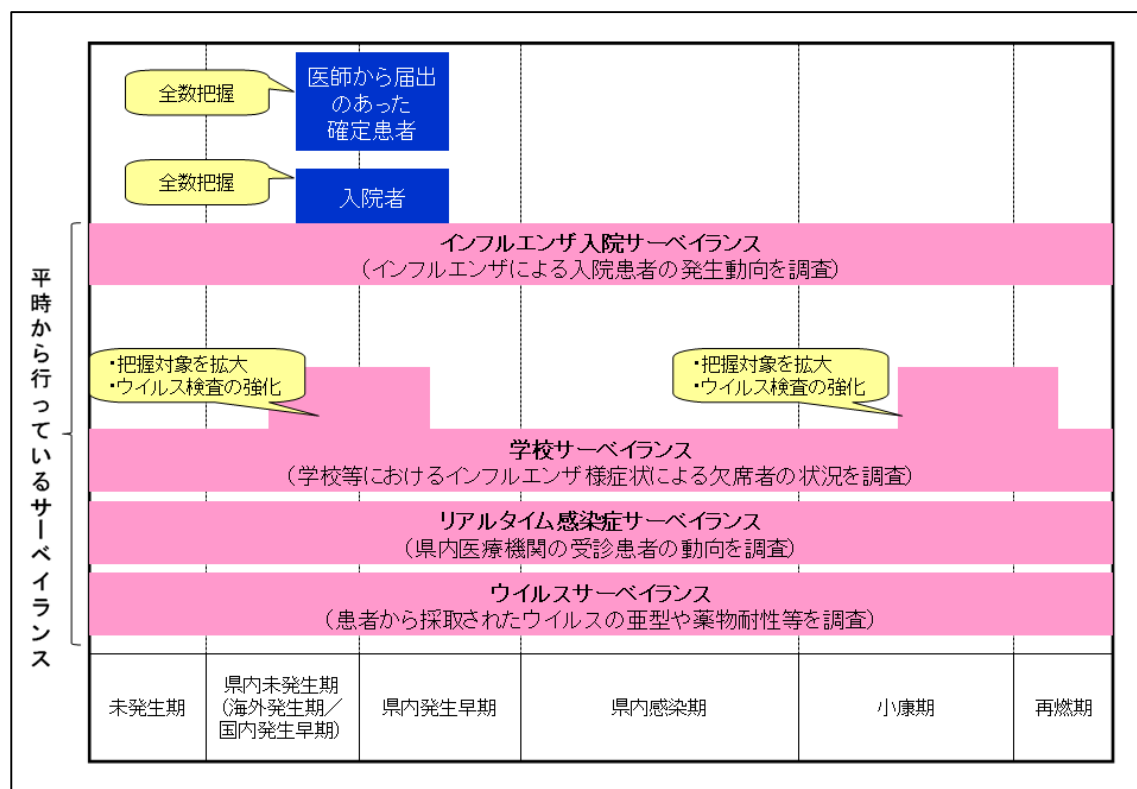 全数把握
医師から届出
のあった
確定患者
全数把握
入院者
平時から行っているサーベイランス
インフルエンザ入院サーベイランス
(インフルエンザによる入院患者の発生動向を調査)
・把握対象を拡大
・ウイルス検査の強化
・把握対象を拡大
・ウイルス検査の強化
学校サーベイランス
(学校等におけるインフルエンザ様症状による欠席者の状況を調査)
リアルタイム感染症サーベイランス
(県内医療機関の受診患者の動向を調査)
ウイルスサーベイランス
(患者から採取されたウイルスの亜型や薬物耐性等を調査)
未発生期
県内未発生期
(海外発生期/
国内発生早期)
県内発生早期
県内感染期
小康期
再燃期